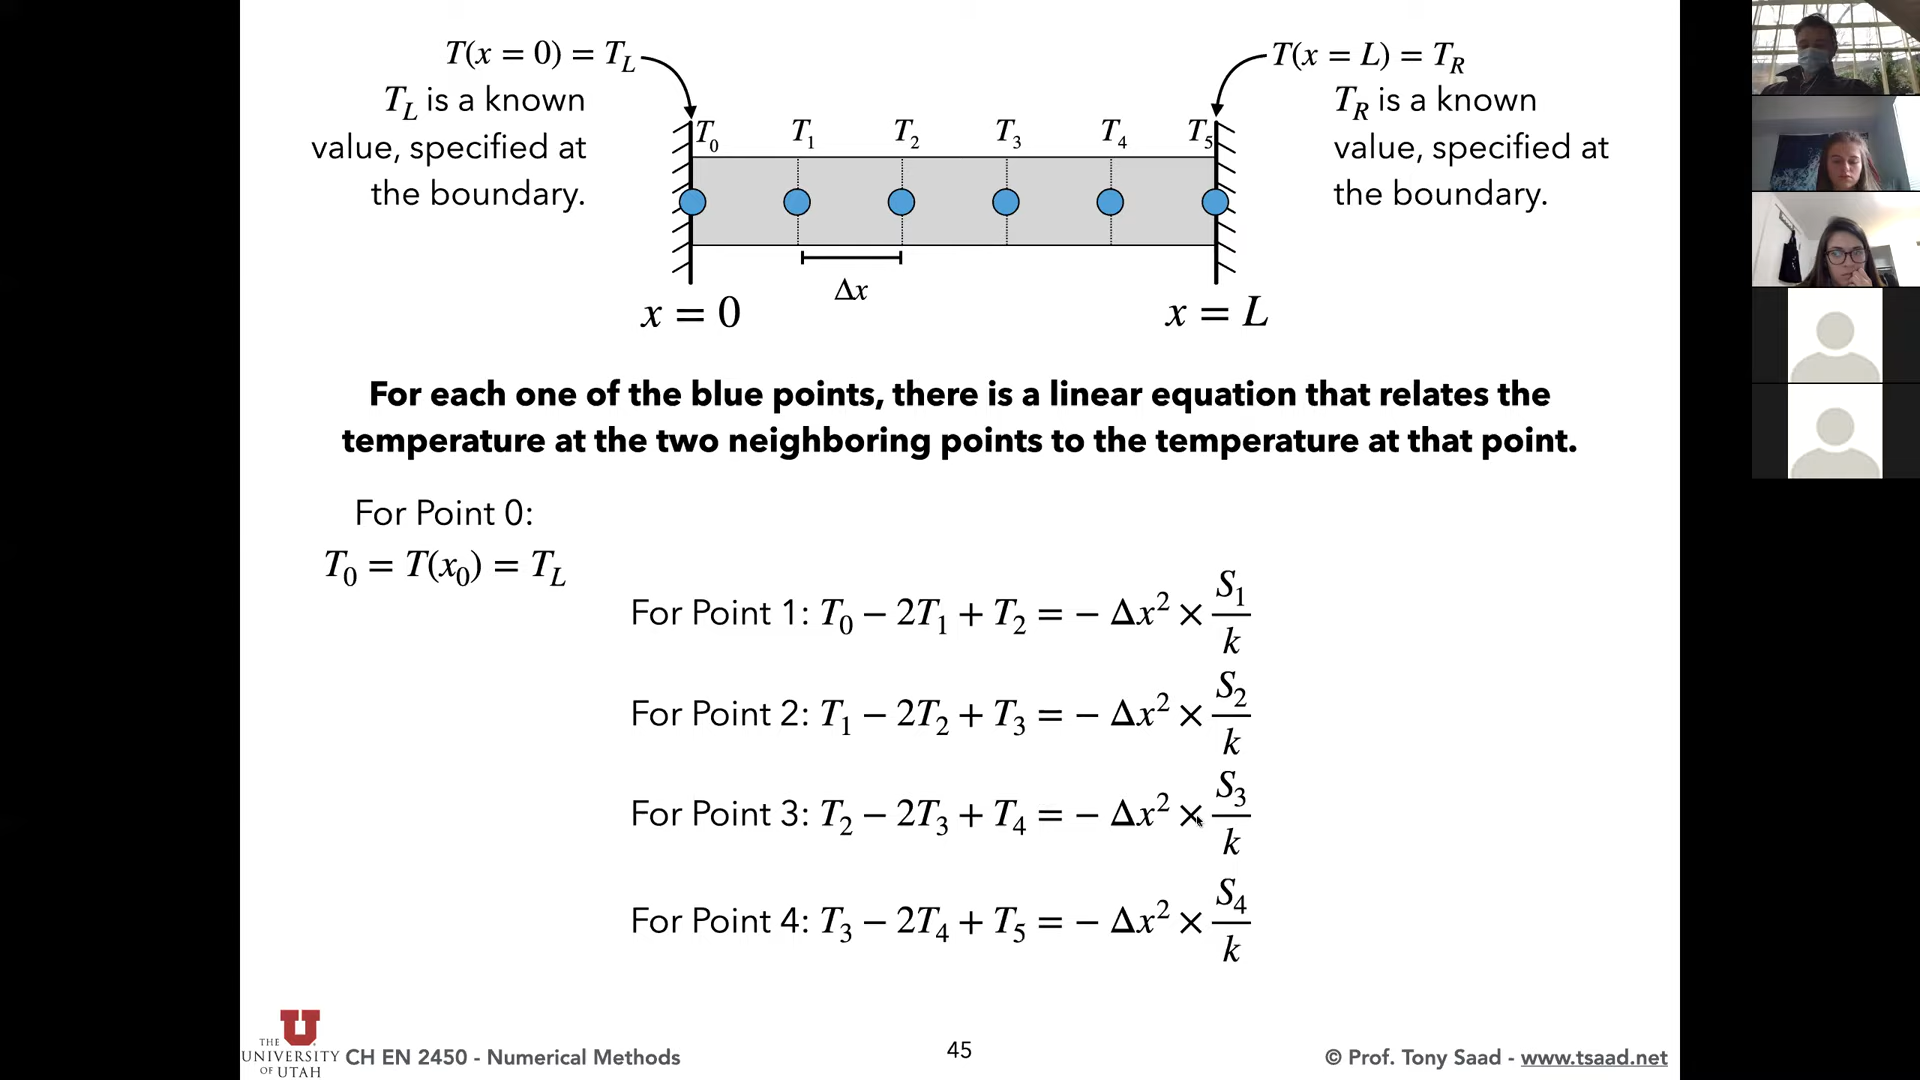 T(x = 0) = T_L
T_L is a known
value, specified at
the boundary.
T(x = L) = T_R
T_R is a known
value, specified at
the boundary.
T_0 T_1 T_2 T_3 T_4 T_5
Δx
x = 0
x = L
For each one of the blue points, there is a linear equation that relates the
temperature at the two neighboring points to the temperature at that point.
For Point 0:
T_0 = T(x_0) = T_L
For Point 1: T_0 − 2T_1 + T_2 = − Δx² × S_1/k
For Point 2: T_1 − 2T_2 + T_3 = − Δx² × S_2/k
For Point 3: T_2 − 2T_3 + T_4 = − Δx² × S_3/k
For Point 4: T_3 − 2T_4 + T_5 = − Δx² × S_4/k
U
THE
UNIVERSITY
OF UTAH
CH EN 2450 - Numerical Methods
45
© Prof. Tony Saad - www.tsaad.net